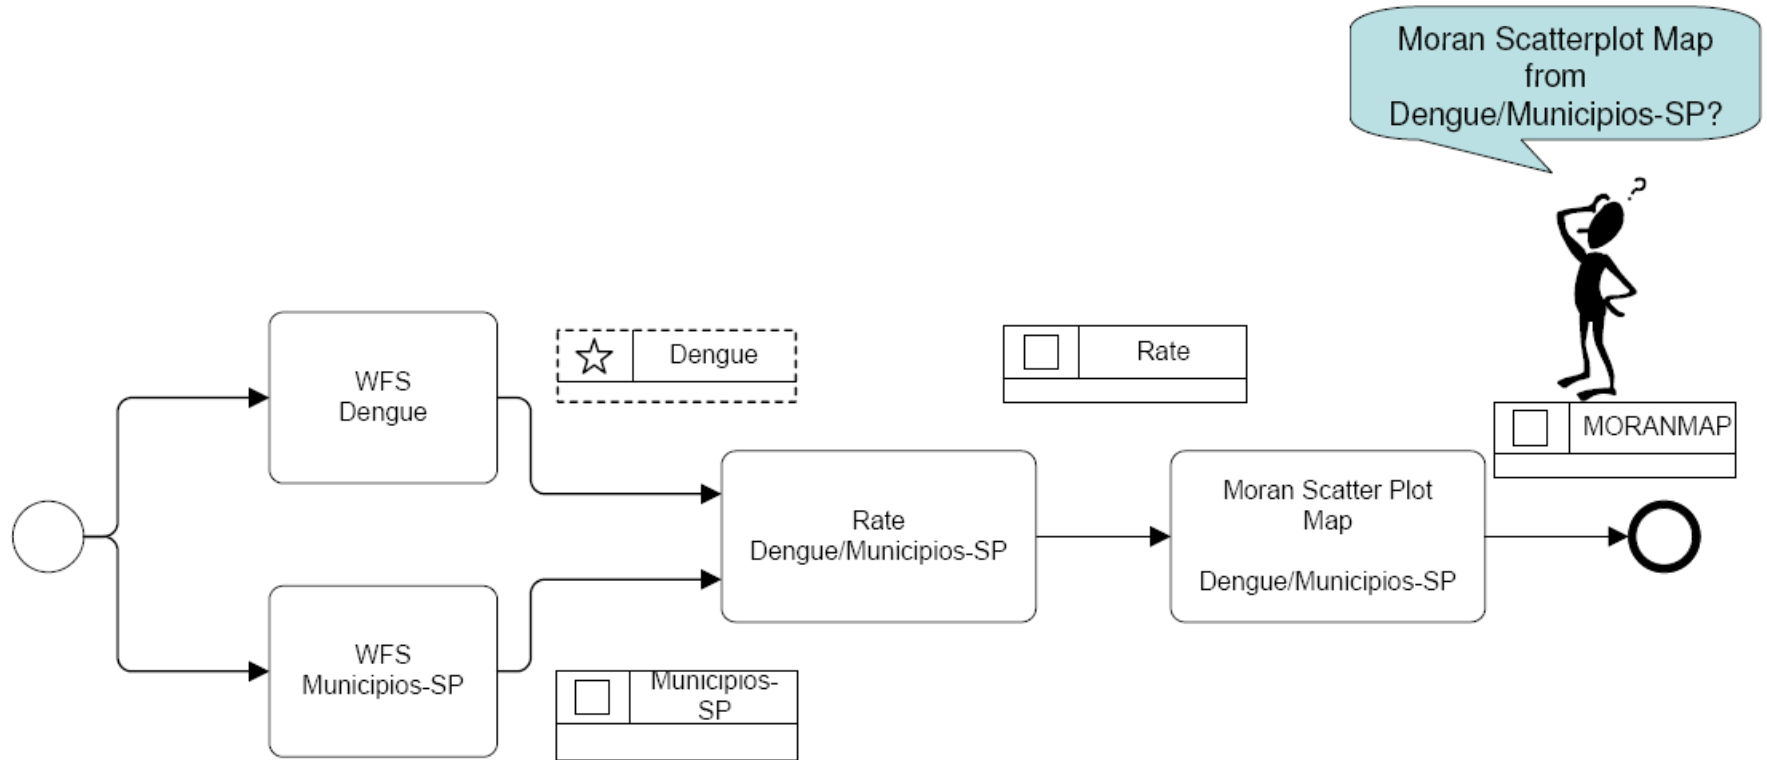 Moran Scatterplot Map
from
Dengue/Municipios-SP?
?
WFS
Dengue
Dengue
Rate
MORANMAP
Rate
Dengue/Municipios-SP
Moran Scatter Plot
Map
Dengue/Municipios-SP
WFS
Municipios-SP
Municipios-
SP